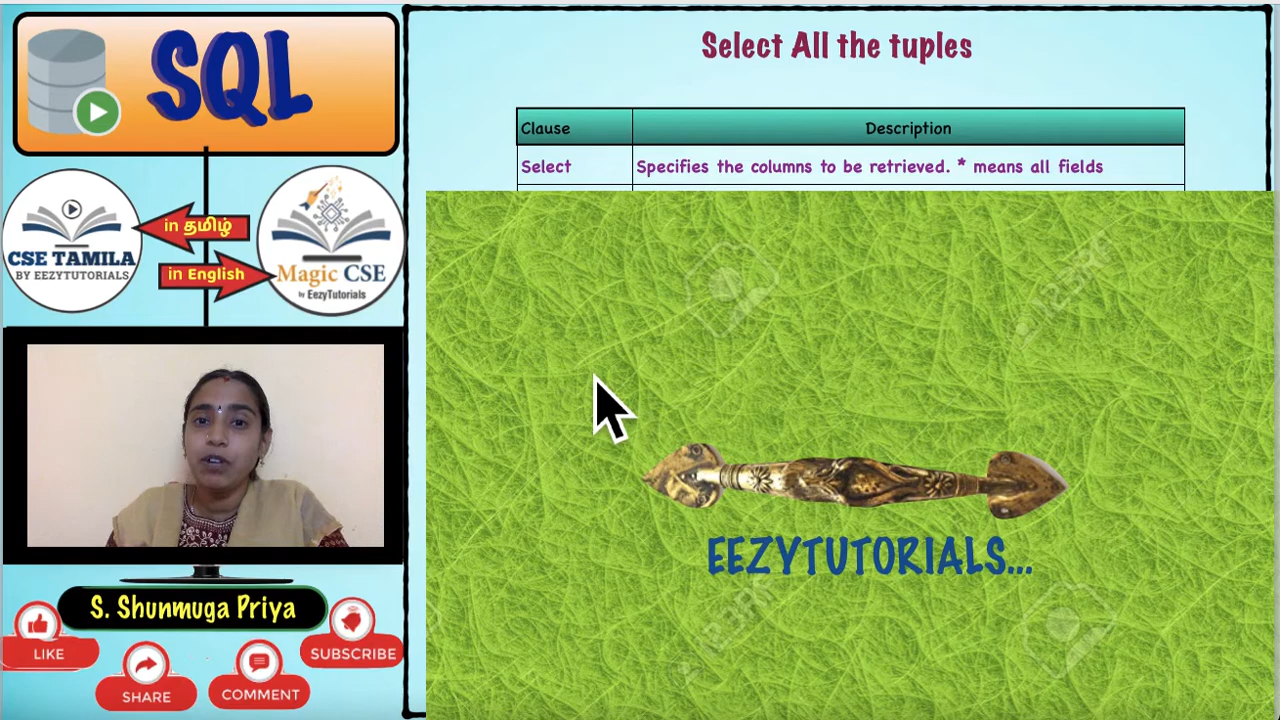 SQL
in தமிழ்
CSE TAMILA
BY EEZYTUTORIALS
in English
Magic CSE
by EezyTutorials
S. Shunmuga Priya
LIKE
SHARE
COMMENT
SUBSCRIBE
Select All the tuples
Clause Description
Select Specifies the columns to be retrieved. * means all fields
EEZYTUTORIALS...